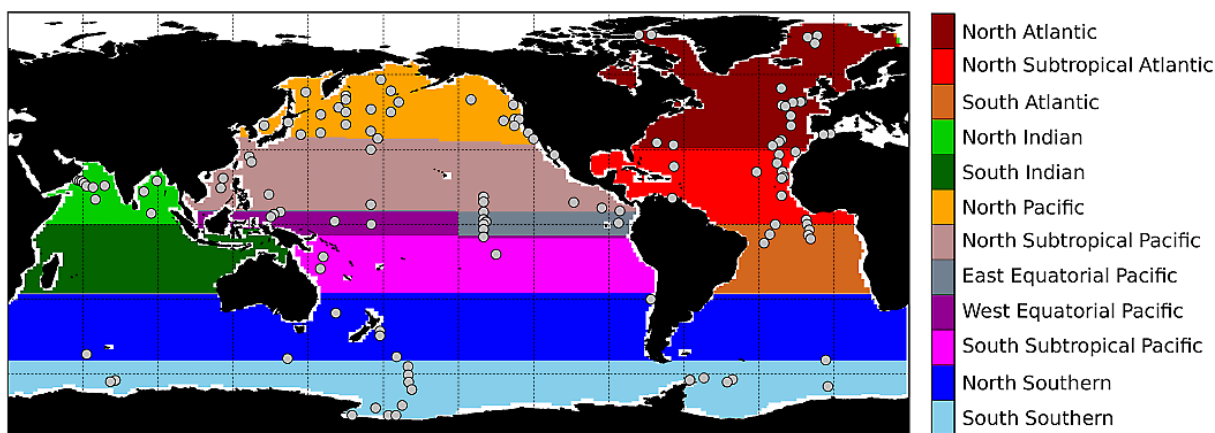 North Atlantic
North Subtropical Atlantic
South Atlantic
North Indian
South Indian
North Pacific
North Subtropical Pacific
East Equatorial Pacific
West Equatorial Pacific
South Subtropical Pacific
North Southern
South Southern